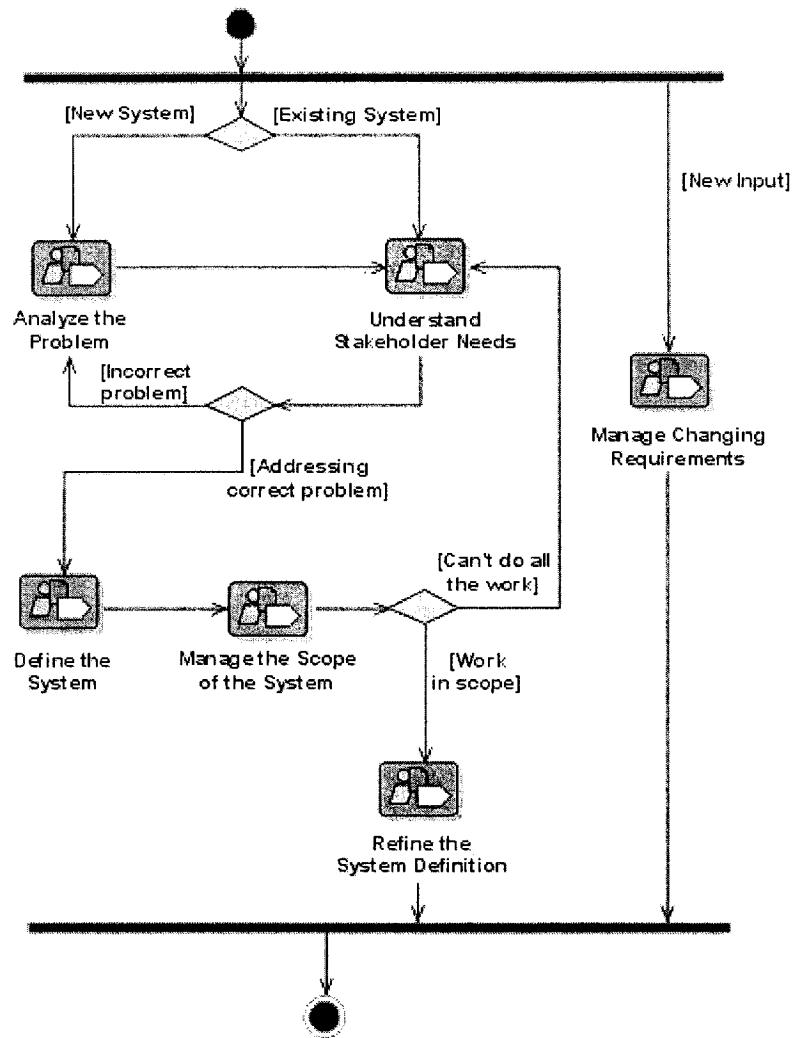 [New System]
[Existing System]
[New Input]
Analyze the
Problem
Understand
Stakeholder Needs
[Incorrect
problem]
Manage Changing
Requirements
[Addressing
correct problem]
[Can't do all
the work]
Define the
System
Manage the Scope
of the System
[Work
in scope]
Refine the
System Definition